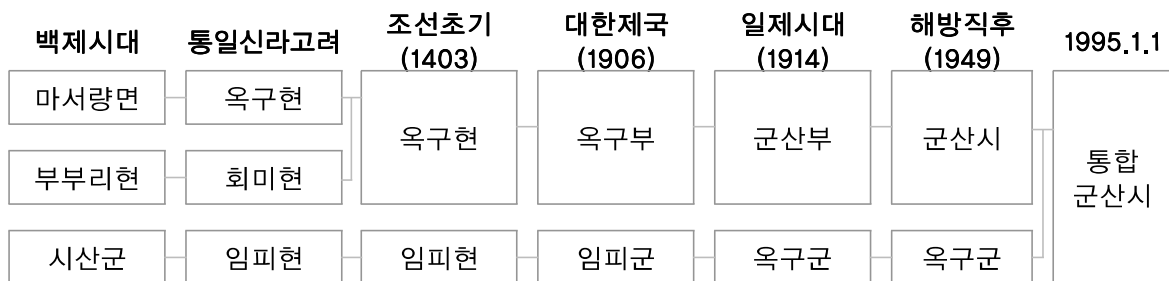 백제시대 통일신라고려 조선초기 대한제국 일제시대 해방직후 1995.1.1
(1403) (1906) (1914) (1949)
마서량면 옥구현
옥구현 옥구부 군산부 군산시
부부리현 회미현
통합
군산시
시산군 임피현 임피현 임피군 옥구군 옥구군